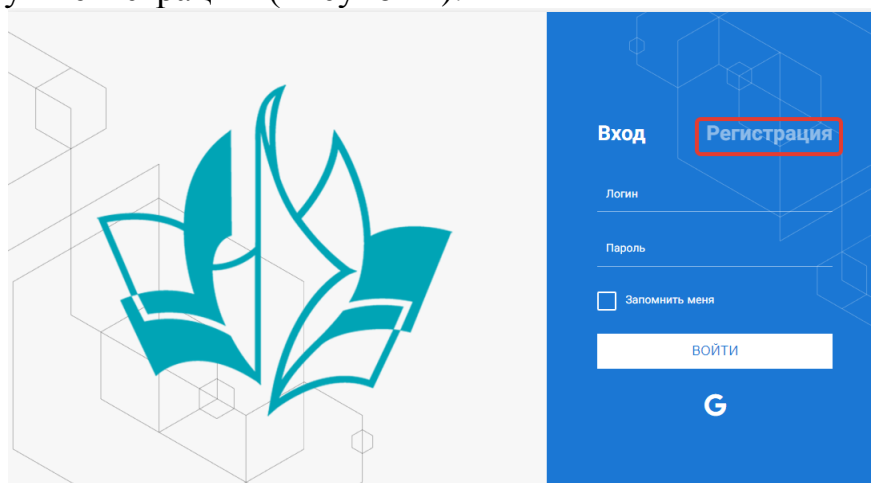 Вход Регистрация
Логин
Пароль
Запомнить меня
ВОЙТИ
G